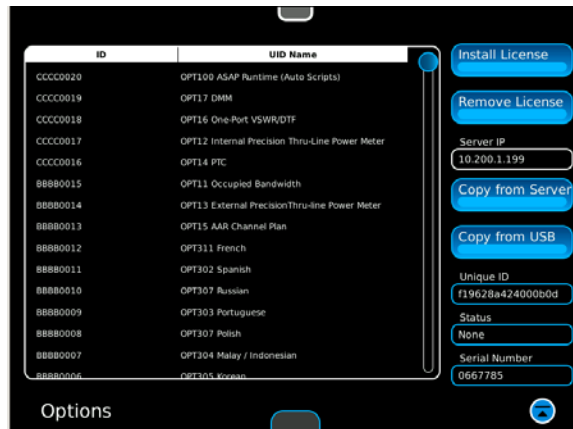 ID UID Name
CCCC0020 OPT100 ASAP Runtime (Auto Scripts)
CCCC0019 OPT17 DMM
CCCC0018 OPT16 One-Port VSWR/DTF
CCCC0017 OPT12 Internal Precision Thru-Line Power Meter
CCCC0016 OPT14 PTC
BBBB0015 OPT11 Occupied Bandwidth
BBBB0014 OPT13 External PrecisionThru-line Power Meter
BBBB0013 OPT15 AAR Channel Plan
BBBB0012 OPT311 French
BBBB0011 OPT302 Spanish
BBBB0010 OPT307 Russian
BBBB0009 OPT303 Portuguese
BBBB0008 OPT307 Polish
BBBB0007 OPT304 Malay / Indonesian
BBBB0006 OPT305 Korean
Install License
Remove License
Server IP
10.200.1.199
Copy from Server
Copy from USB
Unique ID
f19628a424000b0d
Status
None
Serial Number
0667785
Options